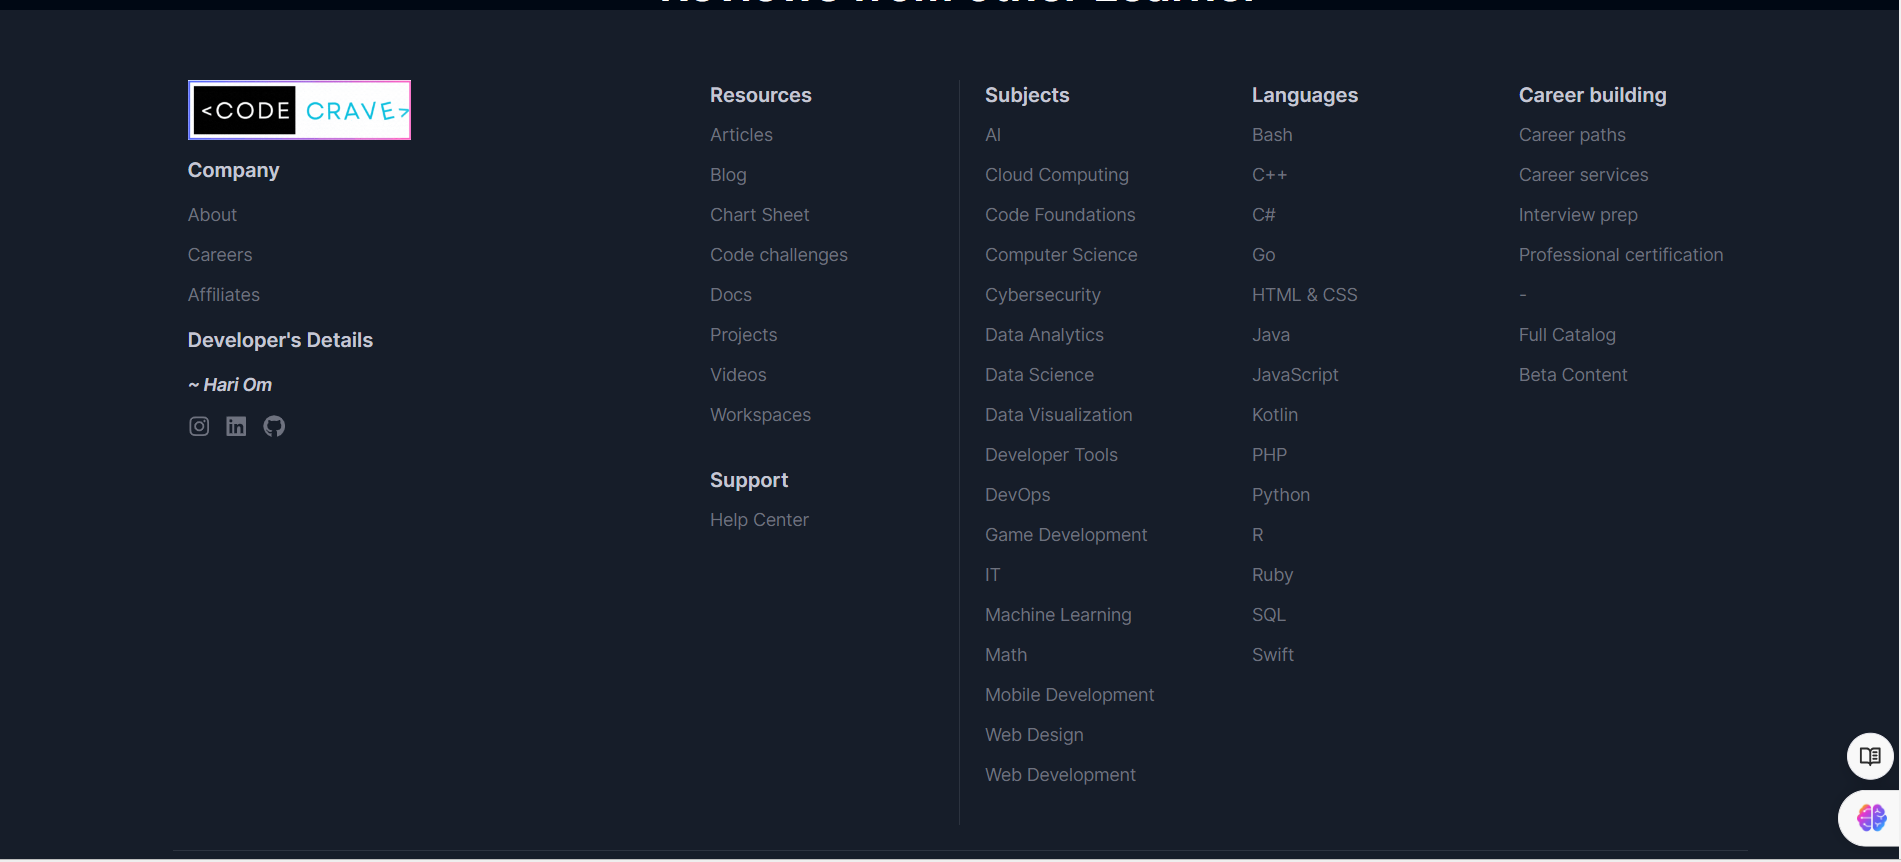 Reviews from other Learner
<CODE CRAVE>
Company
About
Careers
Affiliates
Developer's Details
~ Hari Om
Resources
Articles
Blog
Chart Sheet
Code challenges
Docs
Projects
Videos
Workspaces
Support
Help Center
Subjects
AI
Cloud Computing
Code Foundations
Computer Science
Cybersecurity
Data Analytics
Data Science
Data Visualization
Developer Tools
DevOps
Game Development
IT
Machine Learning
Math
Mobile Development
Web Design
Web Development
Languages
Bash
C++
C#
Go
HTML & CSS
Java
JavaScript
Kotlin
PHP
Python
R
Ruby
SQL
Swift
Career building
Career paths
Career services
Interview prep
Professional certification
-
Full Catalog
Beta Content